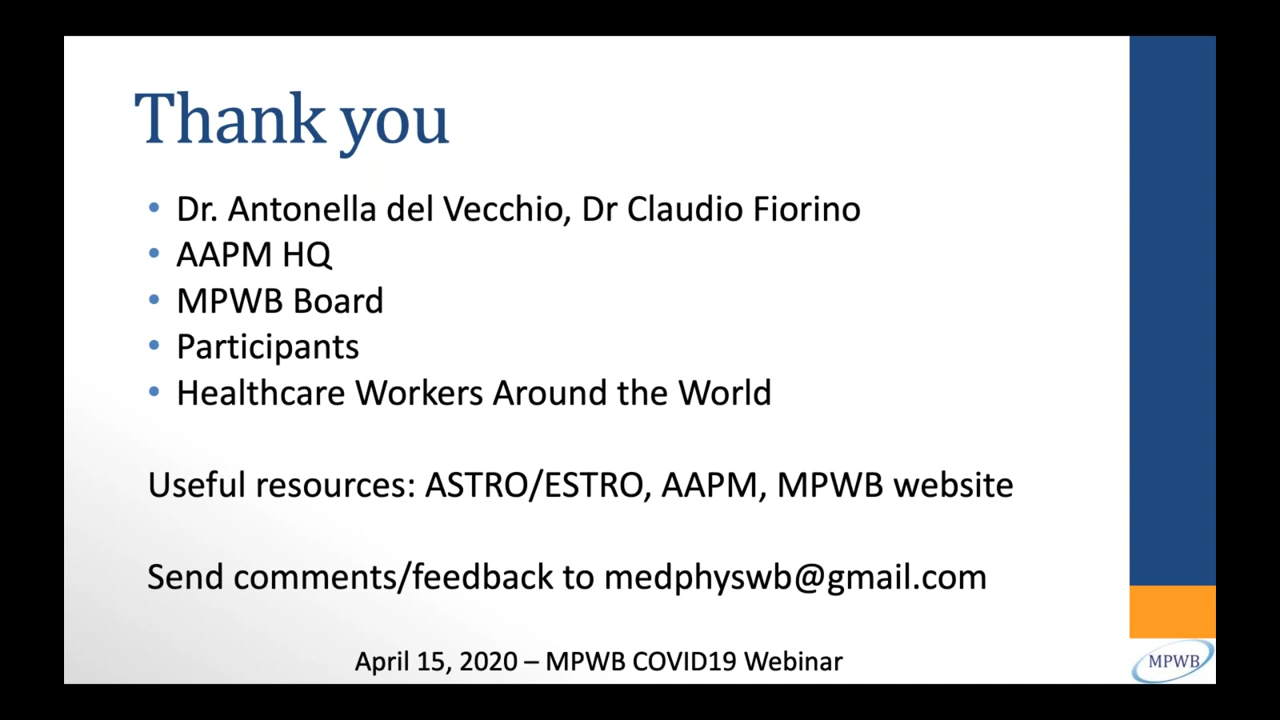 Thank you
• Dr. Antonella del Vecchio, Dr Claudio Fiorino
• AAPM HQ
• MPWB Board
• Participants
• Healthcare Workers Around the World
Useful resources: ASTRO/ESTRO, AAPM, MPWB website
Send comments/feedback to medphyswb@gmail.com
April 15, 2020 – MPWB COVID19 Webinar
MPWB